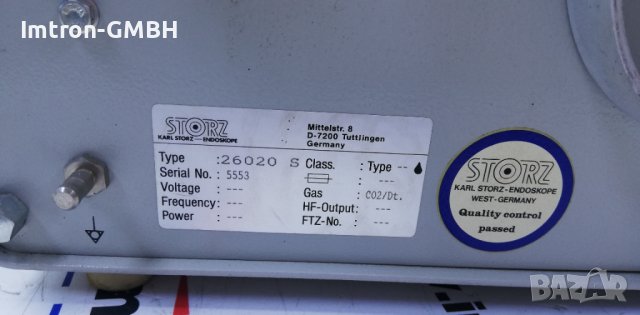 Imtron-GMBH
STORZ
KARL STORZ ENDOSKOPE
Mittelstr. 8
D-7200 Tuttlingen
Germany
Type :26020 S
Serial No. : 5553
Voltage : ---
Frequency: ---
Power : ---
Class. : Type --
: ---
Gas : CO2/Dt.
HF-Output: ---
FTZ-No. : ---
STORZ
KARL STORZ-ENDOSKOPE
WEST-GERMANY
Quality control
passed
BAZAR